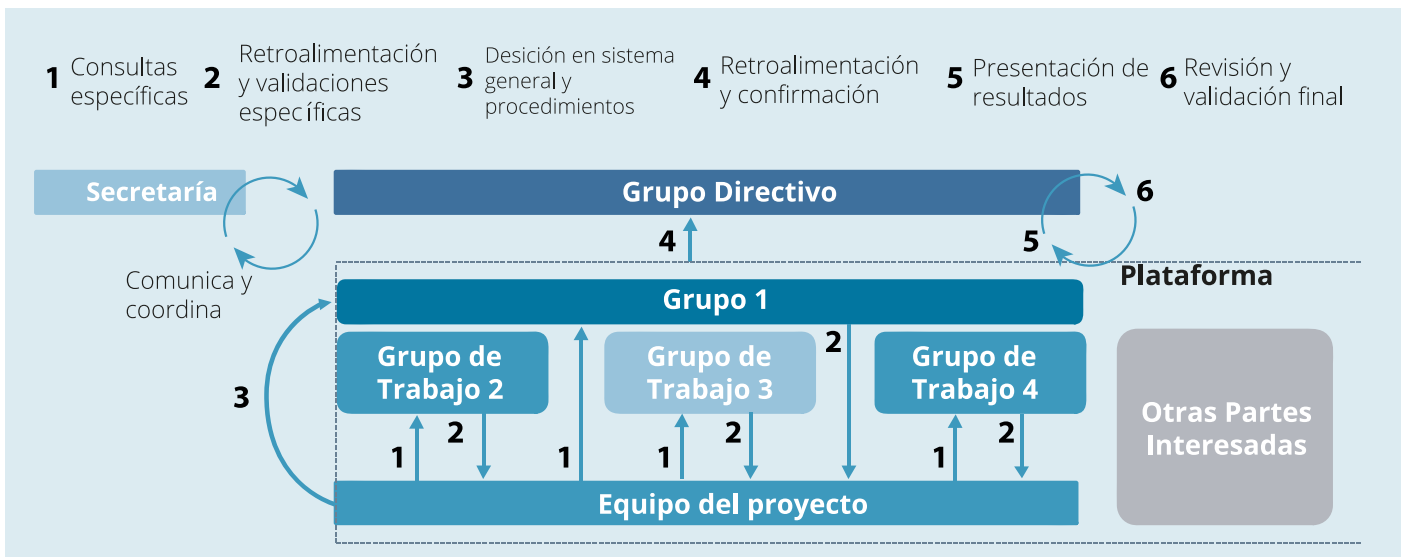 1 Consultas
específicas
2 Retroalimentación
y validaciones
específicas
3 Desición en sistema
general y
procedimientos
4 Retroalimentación
y confirmación
5 Presentación de
resultados
6 Revisión y
validación final
Secretaría
Grupo Directivo
6
4
5
Comunica y
coordina
Plataforma
Grupo 1
2
Grupo de
Trabajo 2
Grupo de
Trabajo 3
Grupo de
Trabajo 4
3
Otras Partes
Interesadas
1
2
1
1
2
1
2
Equipo del proyecto